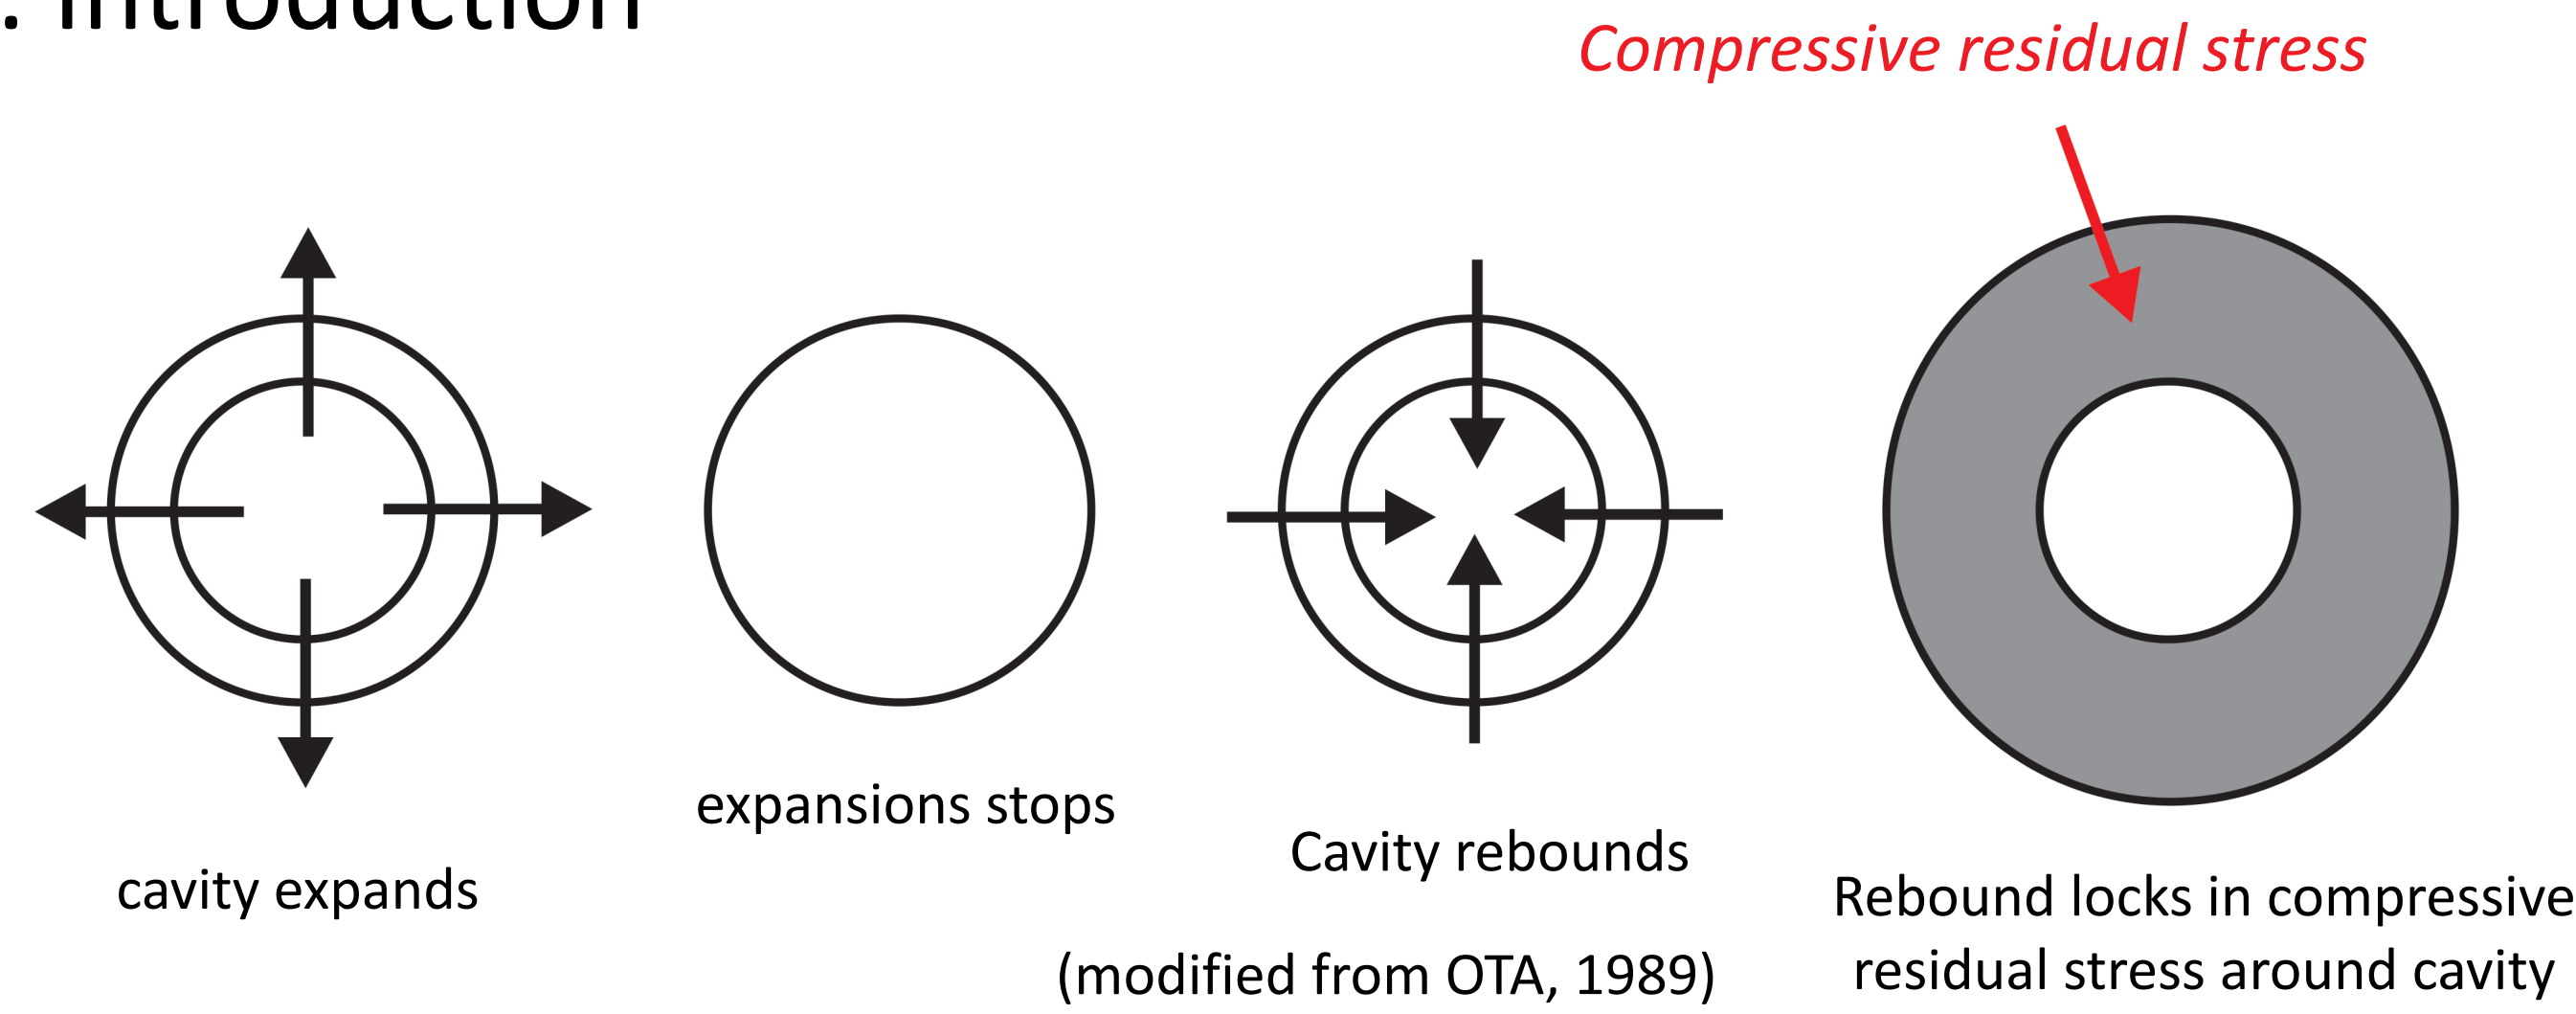 . Introduction
Compressive residual stress
cavity expands
expansions stops
Cavity rebounds
(modified from OTA, 1989)
Rebound locks in compressive
residual stress around cavity